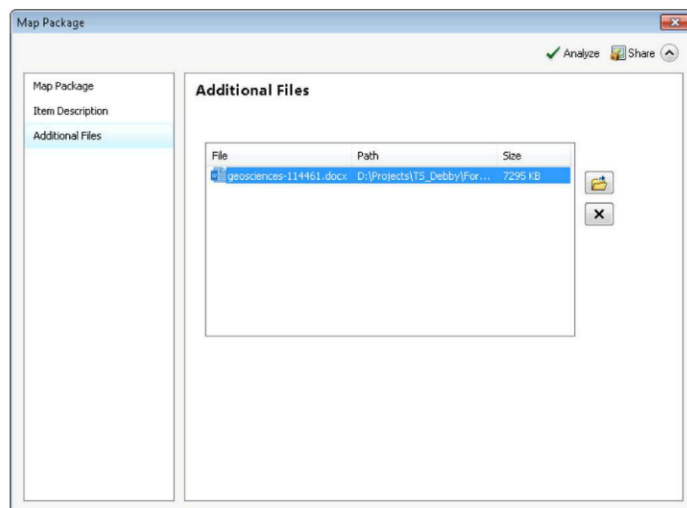 Map Package
Analyze Share
Map Package
Item Description
Additional Files
Additional Files
File Path Size
geosciences-114461.docx D:\Projects\TS_Debby\For... 7295 KB